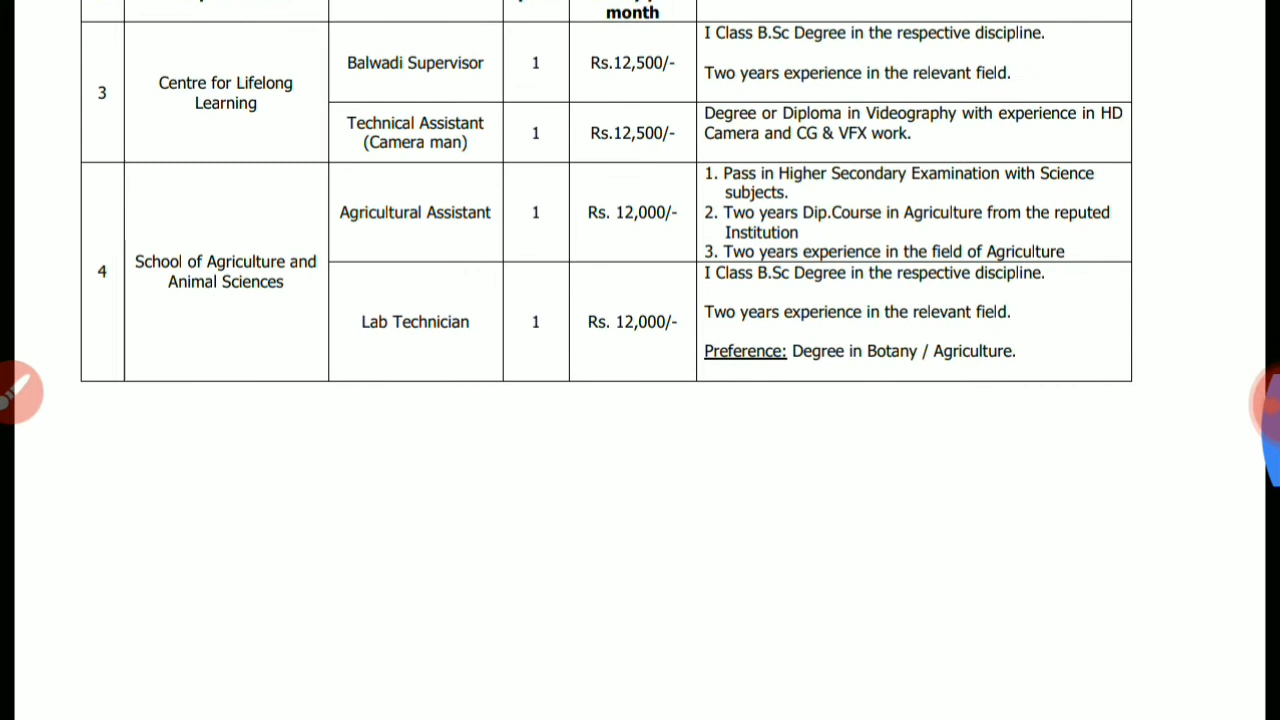 month
3
Centre for Lifelong
Learning
Balwadi Supervisor
1
Rs.12,500/-
I Class B.Sc Degree in the respective discipline.
Two years experience in the relevant field.
Technical Assistant
(Camera man)
1
Rs.12,500/-
Degree or Diploma in Videography with experience in HD
Camera and CG & VFX work.
4
School of Agriculture and
Animal Sciences
Agricultural Assistant
1
Rs. 12,000/-
1. Pass in Higher Secondary Examination with Science
subjects.
2. Two years Dip.Course in Agriculture from the reputed
Institution
3. Two years experience in the field of Agriculture
Lab Technician
1
Rs. 12,000/-
I Class B.Sc Degree in the respective discipline.
Two years experience in the relevant field.
Preference: Degree in Botany / Agriculture.